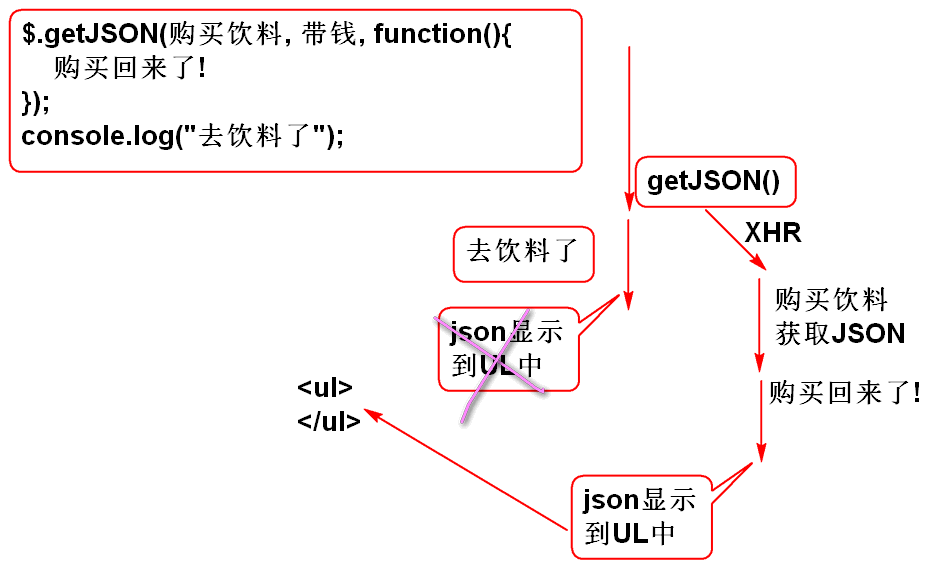 $.getJSON(购买饮料, 带钱, function(){
购买回来了!
});
console.log("去饮料了");
getJSON()
XHR
去饮料了
购买饮料
获取JSON
json显示
到UL中
购买回来了!
<ul>
</ul>
json显示
到UL中